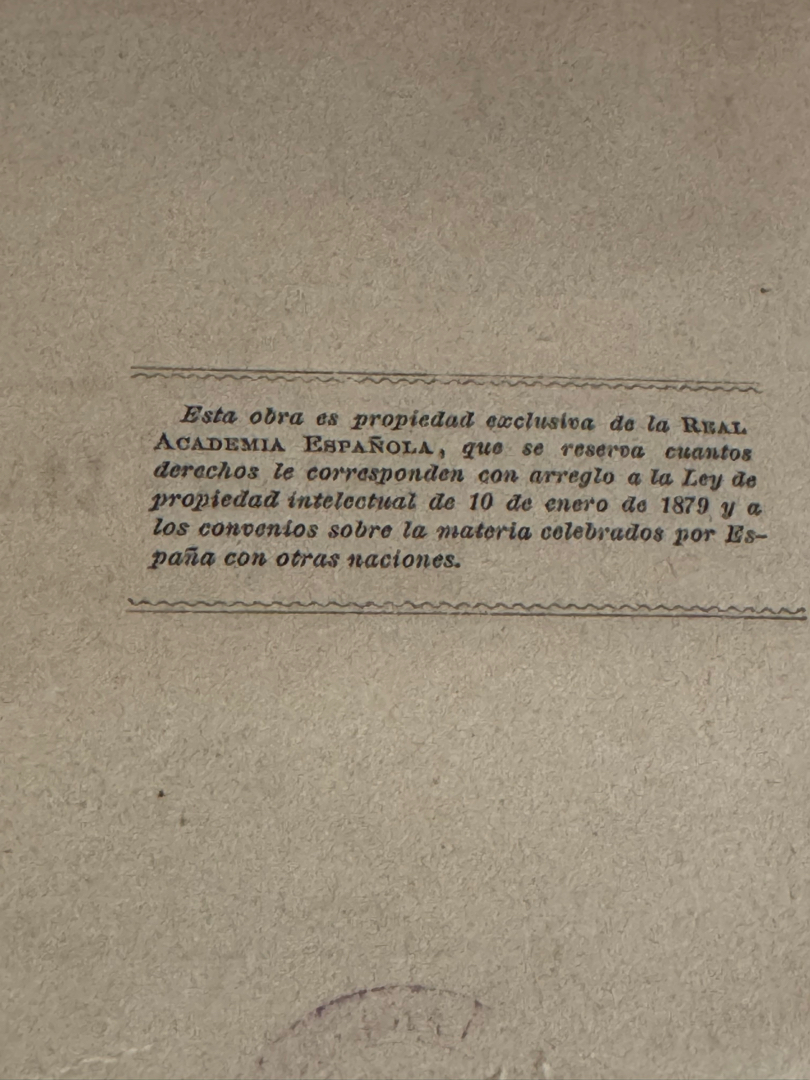 Esta obra es propiedad exclusiva de la REAL
ACADEMIA ESPAÑOLA, que se reserva cuantos
derechos le corresponden con arreglo a la Ley de
propiedad intelectual de 10 de enero de 1879 y a
los convenios sobre la materia celebrados por Es-
paña con otras naciones.